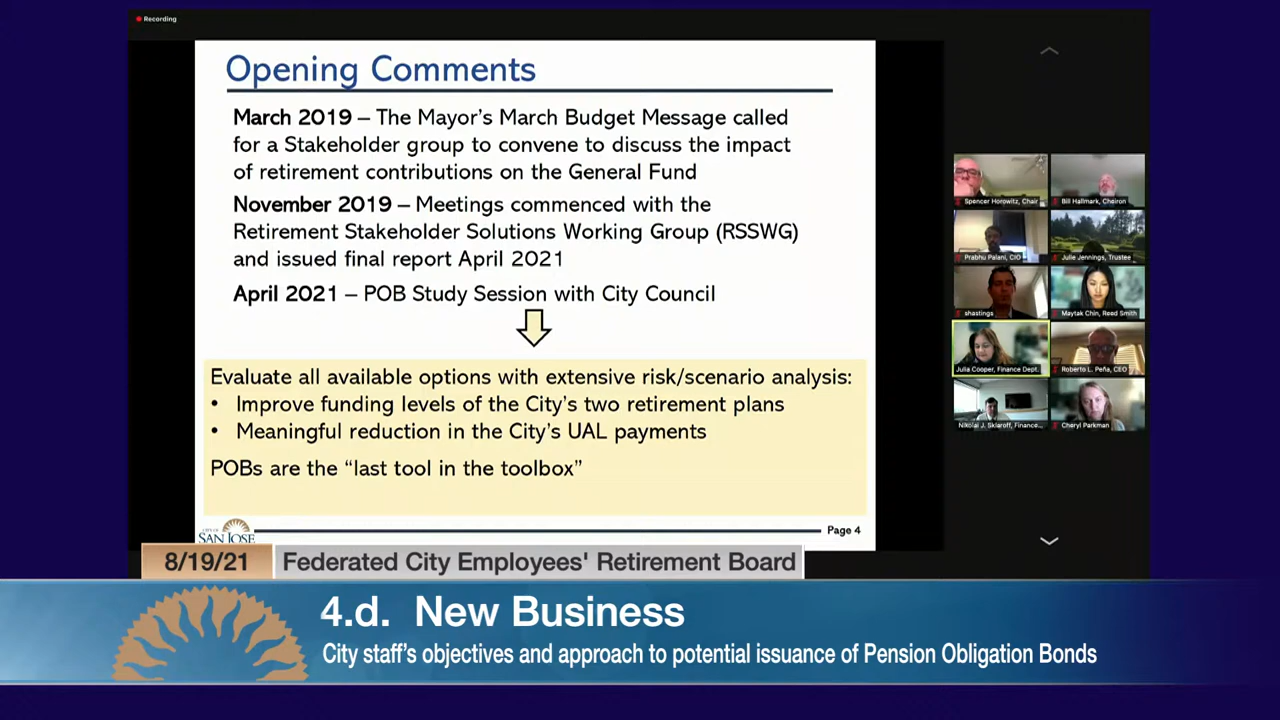 Recording
Opening Comments
March 2019 – The Mayor's March Budget Message called
for a Stakeholder group to convene to discuss the impact
of retirement contributions on the General Fund
November 2019 – Meetings commenced with the
Retirement Stakeholder Solutions Working Group (RSSWG)
and issued final report April 2021
April 2021 – POB Study Session with City Council
Evaluate all available options with extensive risk/scenario analysis:
• Improve funding levels of the City's two retirement plans
• Meaningful reduction in the City's UAL payments
POBs are the "last tool in the toolbox"
CITY OF
SAN JOSE
Page 4
Spencer Horowitz, Chair
Bill Hallmark, Cheiron
Prabhu Palani, CIO
Julie Jennings, Trustee
shastings
Maytak Chin, Reed Smith
Julia Cooper, Finance Dept.
Roberto L. Peña, CEO
Nikolai J. Sklaroff, Finance...
Cheryl Parkman
8/19/21
Federated City Employees' Retirement Board
4.d. New Business
City staff's objectives and approach to potential issuance of Pension Obligation Bonds